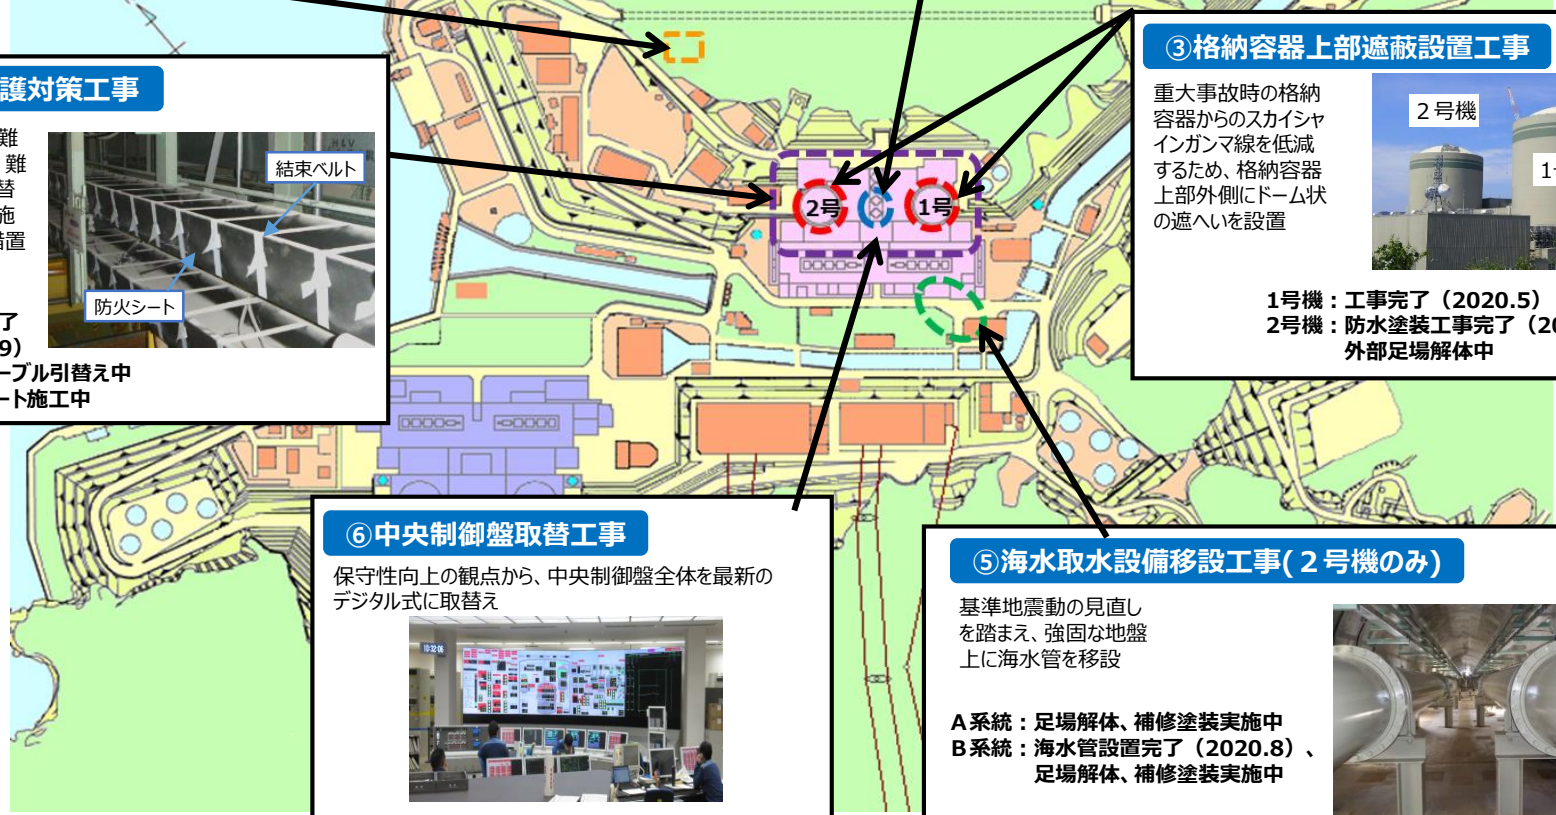 護対策工事
難
難
替
施
措置
結束ベルト
防火シート
了
9）
ーブル引替え中
ート施工中
2号
1号
③格納容器上部遮蔽設置工事
重大事故時の格納
容器からのスカイシャ
インガンマ線を低減
するため、格納容器
上部外側にドーム状
の遮へいを設置
２号機
1
1号機：工事完了（2020.5）
2号機：防水塗装工事完了（20
外部足場解体中
⑥中央制御盤取替工事
保守性向上の観点から、中央制御盤全体を最新の
デジタル式に取替え
10:32:06
⑤海水取水設備移設工事(２号機のみ)
基準地震動の見直し
を踏まえ、強固な地盤
上に海水管を移設
Ａ系統：足場解体、補修塗装実施中
Ｂ系統：海水管設置完了（2020.8）、
足場解体、補修塗装実施中